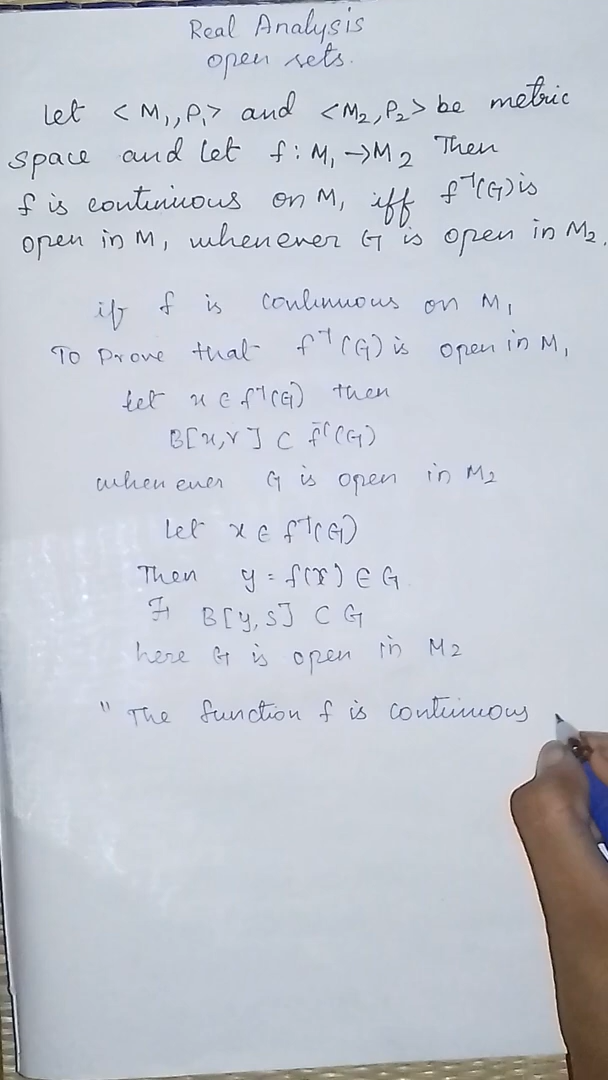 Real Analysis
open sets.
Let < M₁, ρ₁> and < M₂, ρ₂> be metric
space and let f : M₁ → M₂ Then
f is continuous on M₁ iff f⁻¹(G) is
open in M₁ whenever G is open in M₂.
if f is continuous on M₁
To Prove that f⁻¹(G) is open in M₁
let x ∈ f⁻¹(G) then
B[x, r] ⊂ f⁻¹(G)
whenever G is open in M₂
Let x ∈ f⁻¹(G)
Then y = f(x) ∈ G
∃ B[y, s] ⊂ G
here G is open in M₂
" The function f is continuous